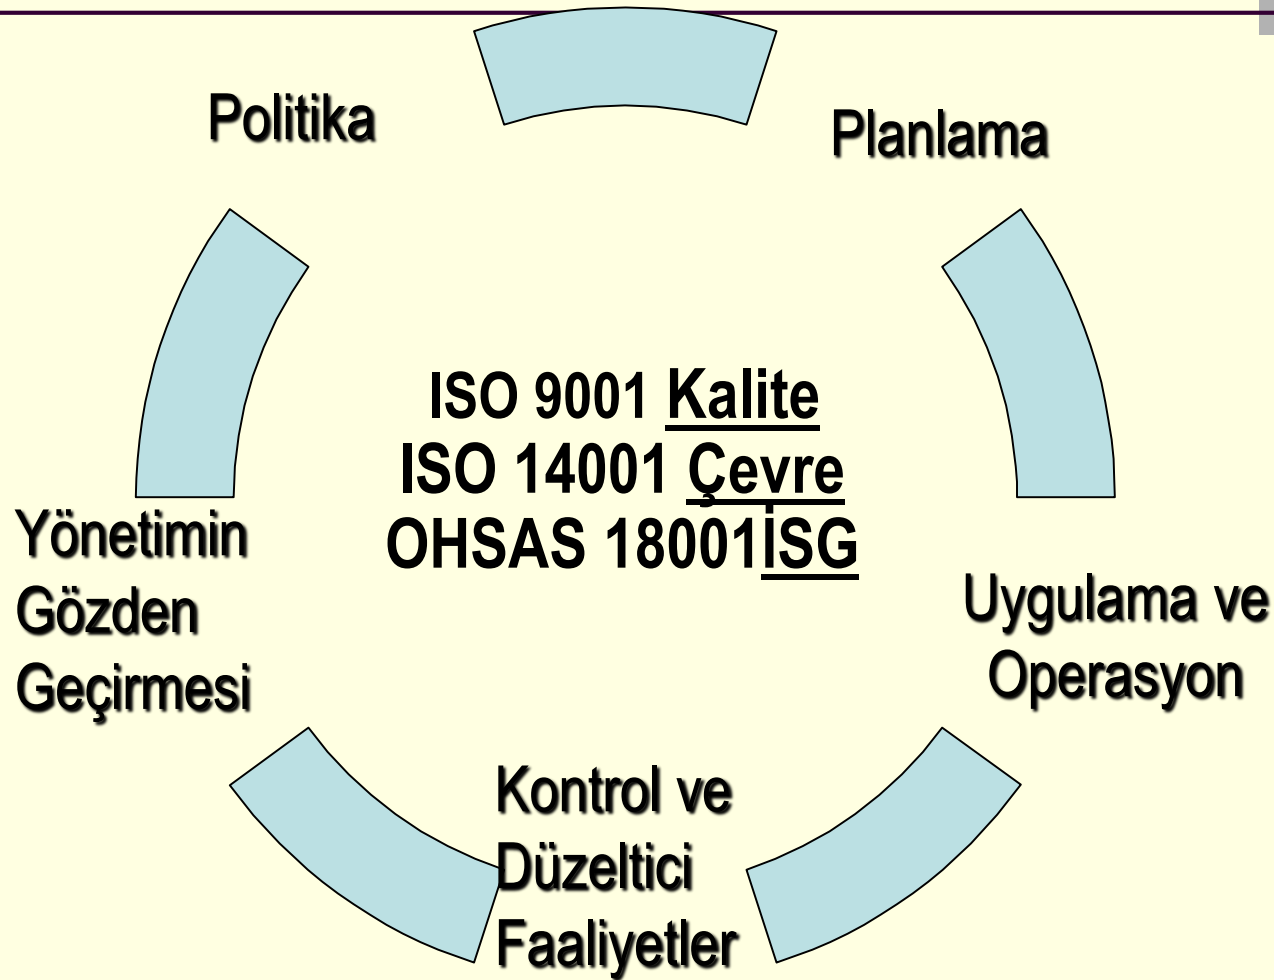 Politika
Planlama
ISO 9001 Kalite
ISO 14001 Çevre
OHSAS 18001İSG
Yönetimin
Gözden
Geçirmesi
Uygulama ve
Operasyon
Kontrol ve
Düzeltici
Faaliyetler